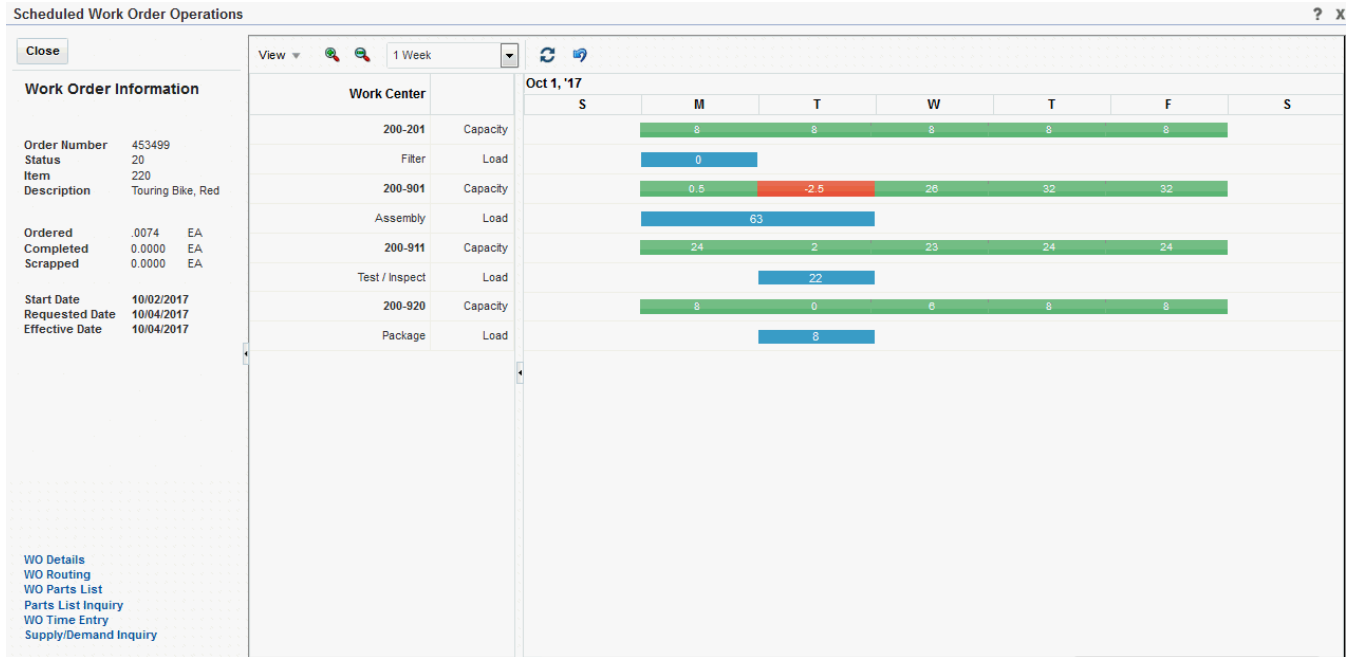 Scheduled Work Order Operations ? X
Close
View 1 Week
Work Order Information
Work Center Oct 1, '17
S M T W T F S
200-201 Capacity 8 8 8 8 8
Order Number 453499
Status 20
Filter Load 0
Item 220
Description Touring Bike, Red
200-901 Capacity 0.5 -2.5 26 32 32
Assembly Load 63
Ordered .0074 EA
Completed 0.0000 EA
200-911 Capacity 24 2 23 24 24
Scrapped 0.0000 EA
Test / Inspect Load 22
Start Date 10/02/2017
200-920 Capacity 8 0 6 8 8
Requested Date 10/04/2017
Effective Date 10/04/2017
Package Load 8
WO Details
WO Routing
WO Parts List
Parts List Inquiry
WO Time Entry
Supply/Demand Inquiry